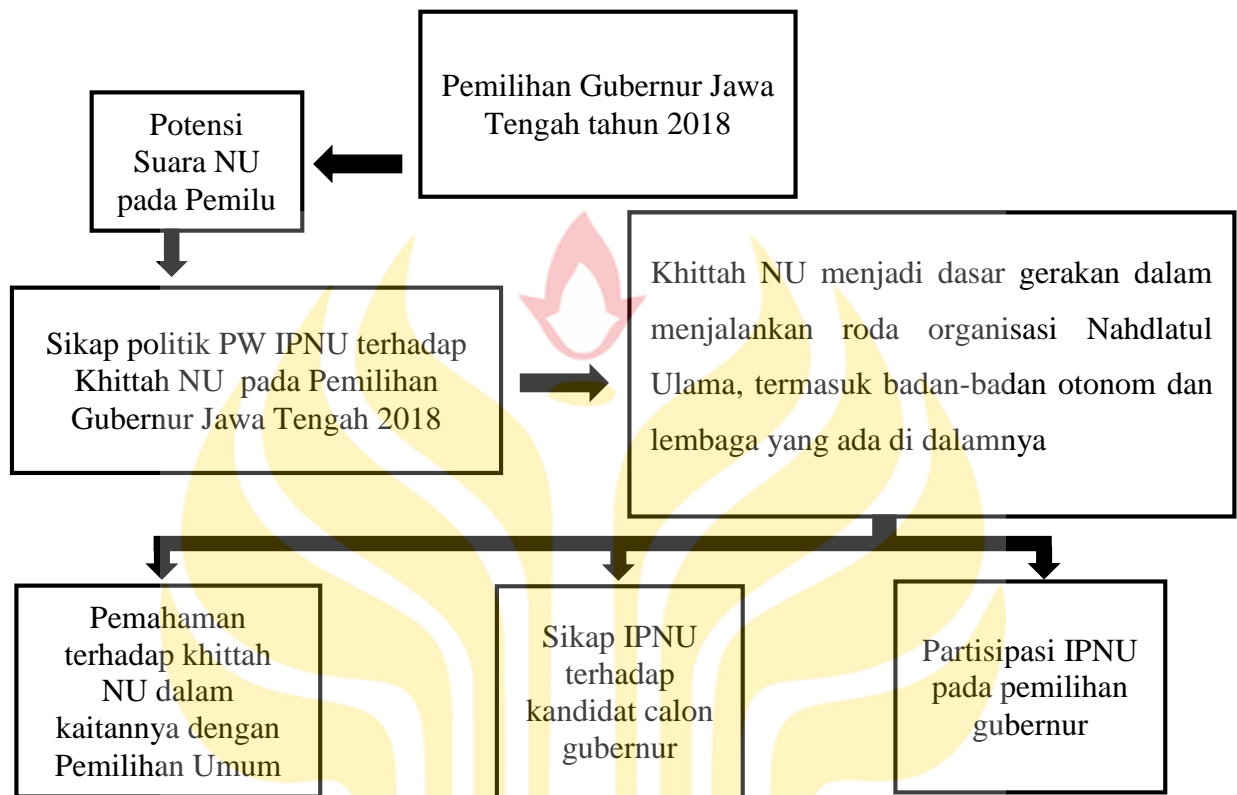 Pemilihan Gubernur Jawa
Tengah tahun 2018
Potensi
Suara NU
pada Pemilu
Sikap politik PW IPNU terhadap
Khittah NU pada Pemilihan
Gubernur Jawa Tengah 2018
Khittah NU menjadi dasar gerakan dalam
menjalankan roda organisasi Nahdlatul
Ulama, termasuk badan-badan otonom dan
lembaga yang ada di dalamnya
Pemahaman
terhadap khittah
NU dalam
kaitannya dengan
Pemilihan Umum
Sikap IPNU
terhadap
kandidat calon
gubernur
Partisipasi IPNU
pada pemilihan
gubernur